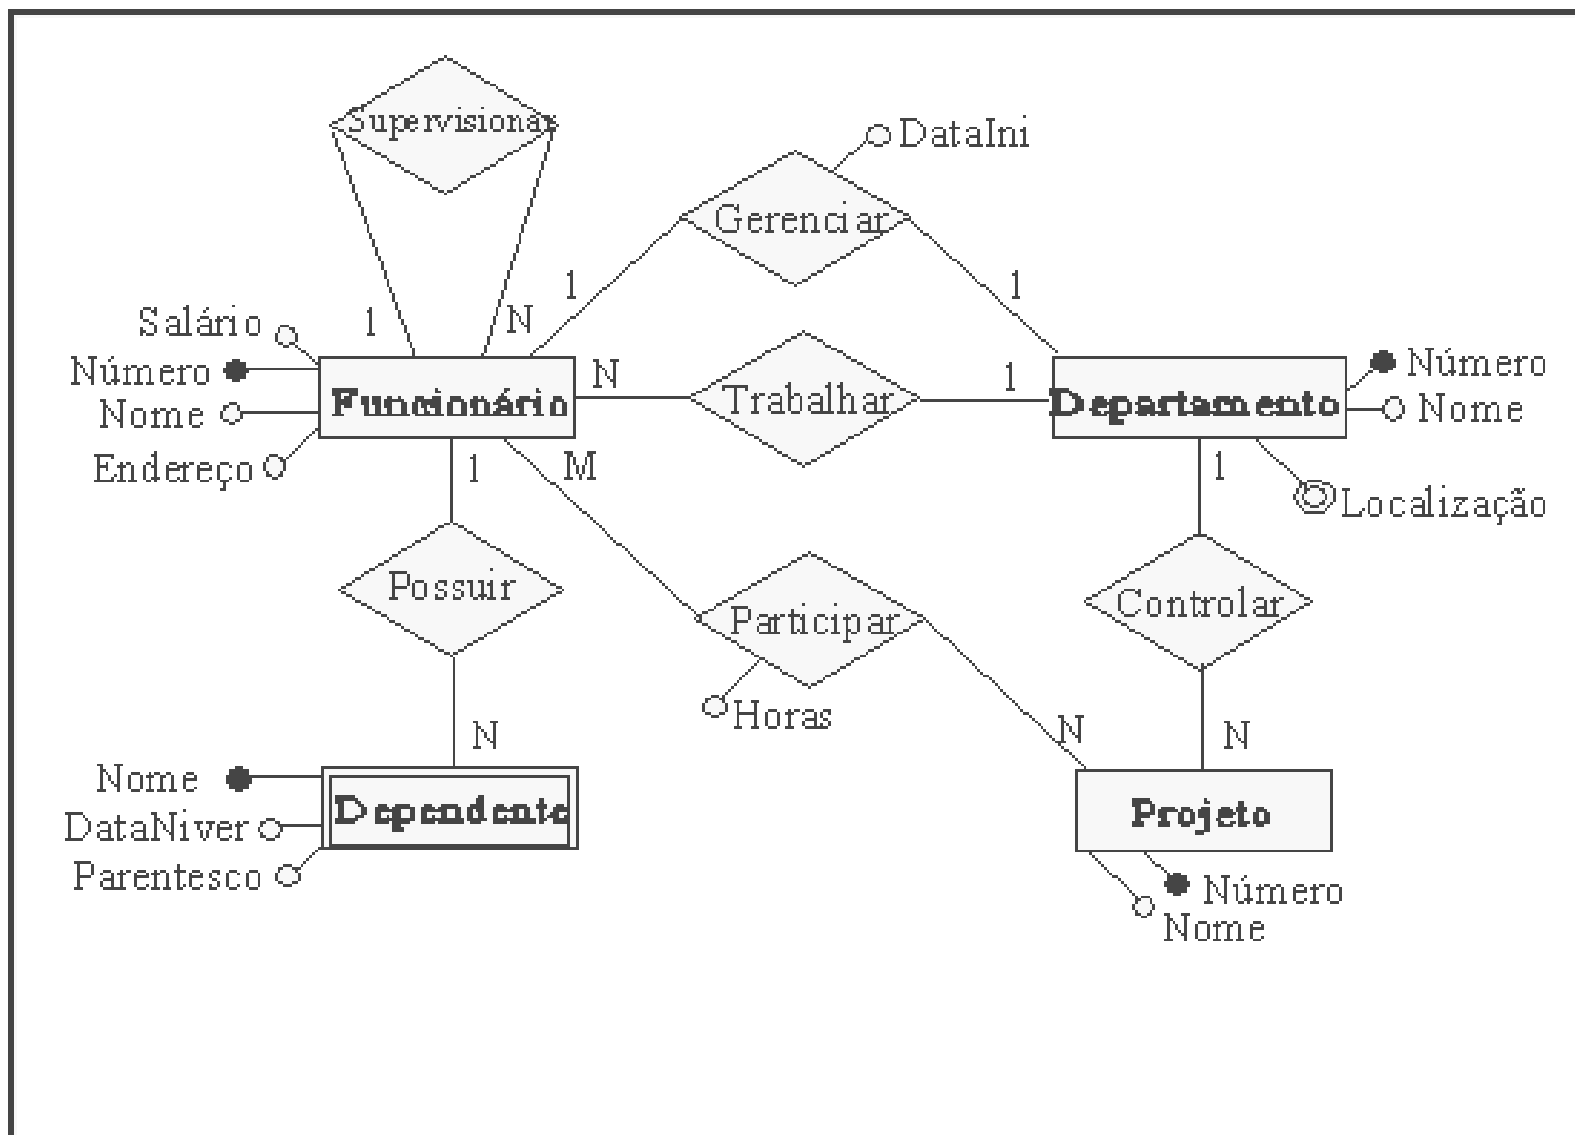 Supervisionar
DataIni
Gerenciar
1
1
Salário
1
N
Número
N
Trabalhar
1
Número
Nome
Funcionário
Departamento
Nome
Endereço
1
M
1
Localização
Possuir
Participar
Controlar
Horas
N
N
N
Nome
DataNiver
Dependente
Projeto
Parentesco
Número
Nome